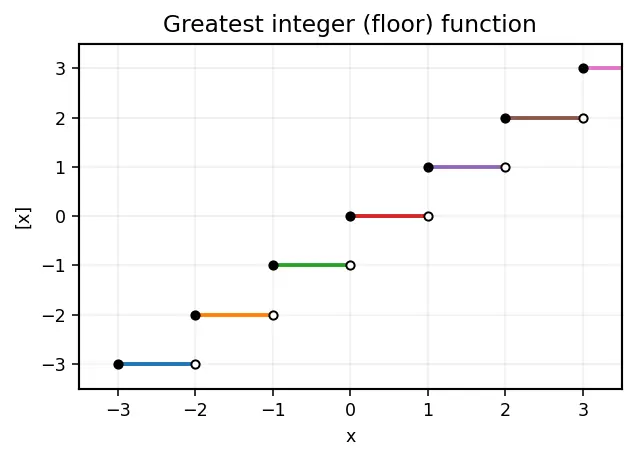 Greatest integer (floor) function
3
2
1
0
−1
−2
−3
[x]
−3 −2 −1 0 1 2 3
x